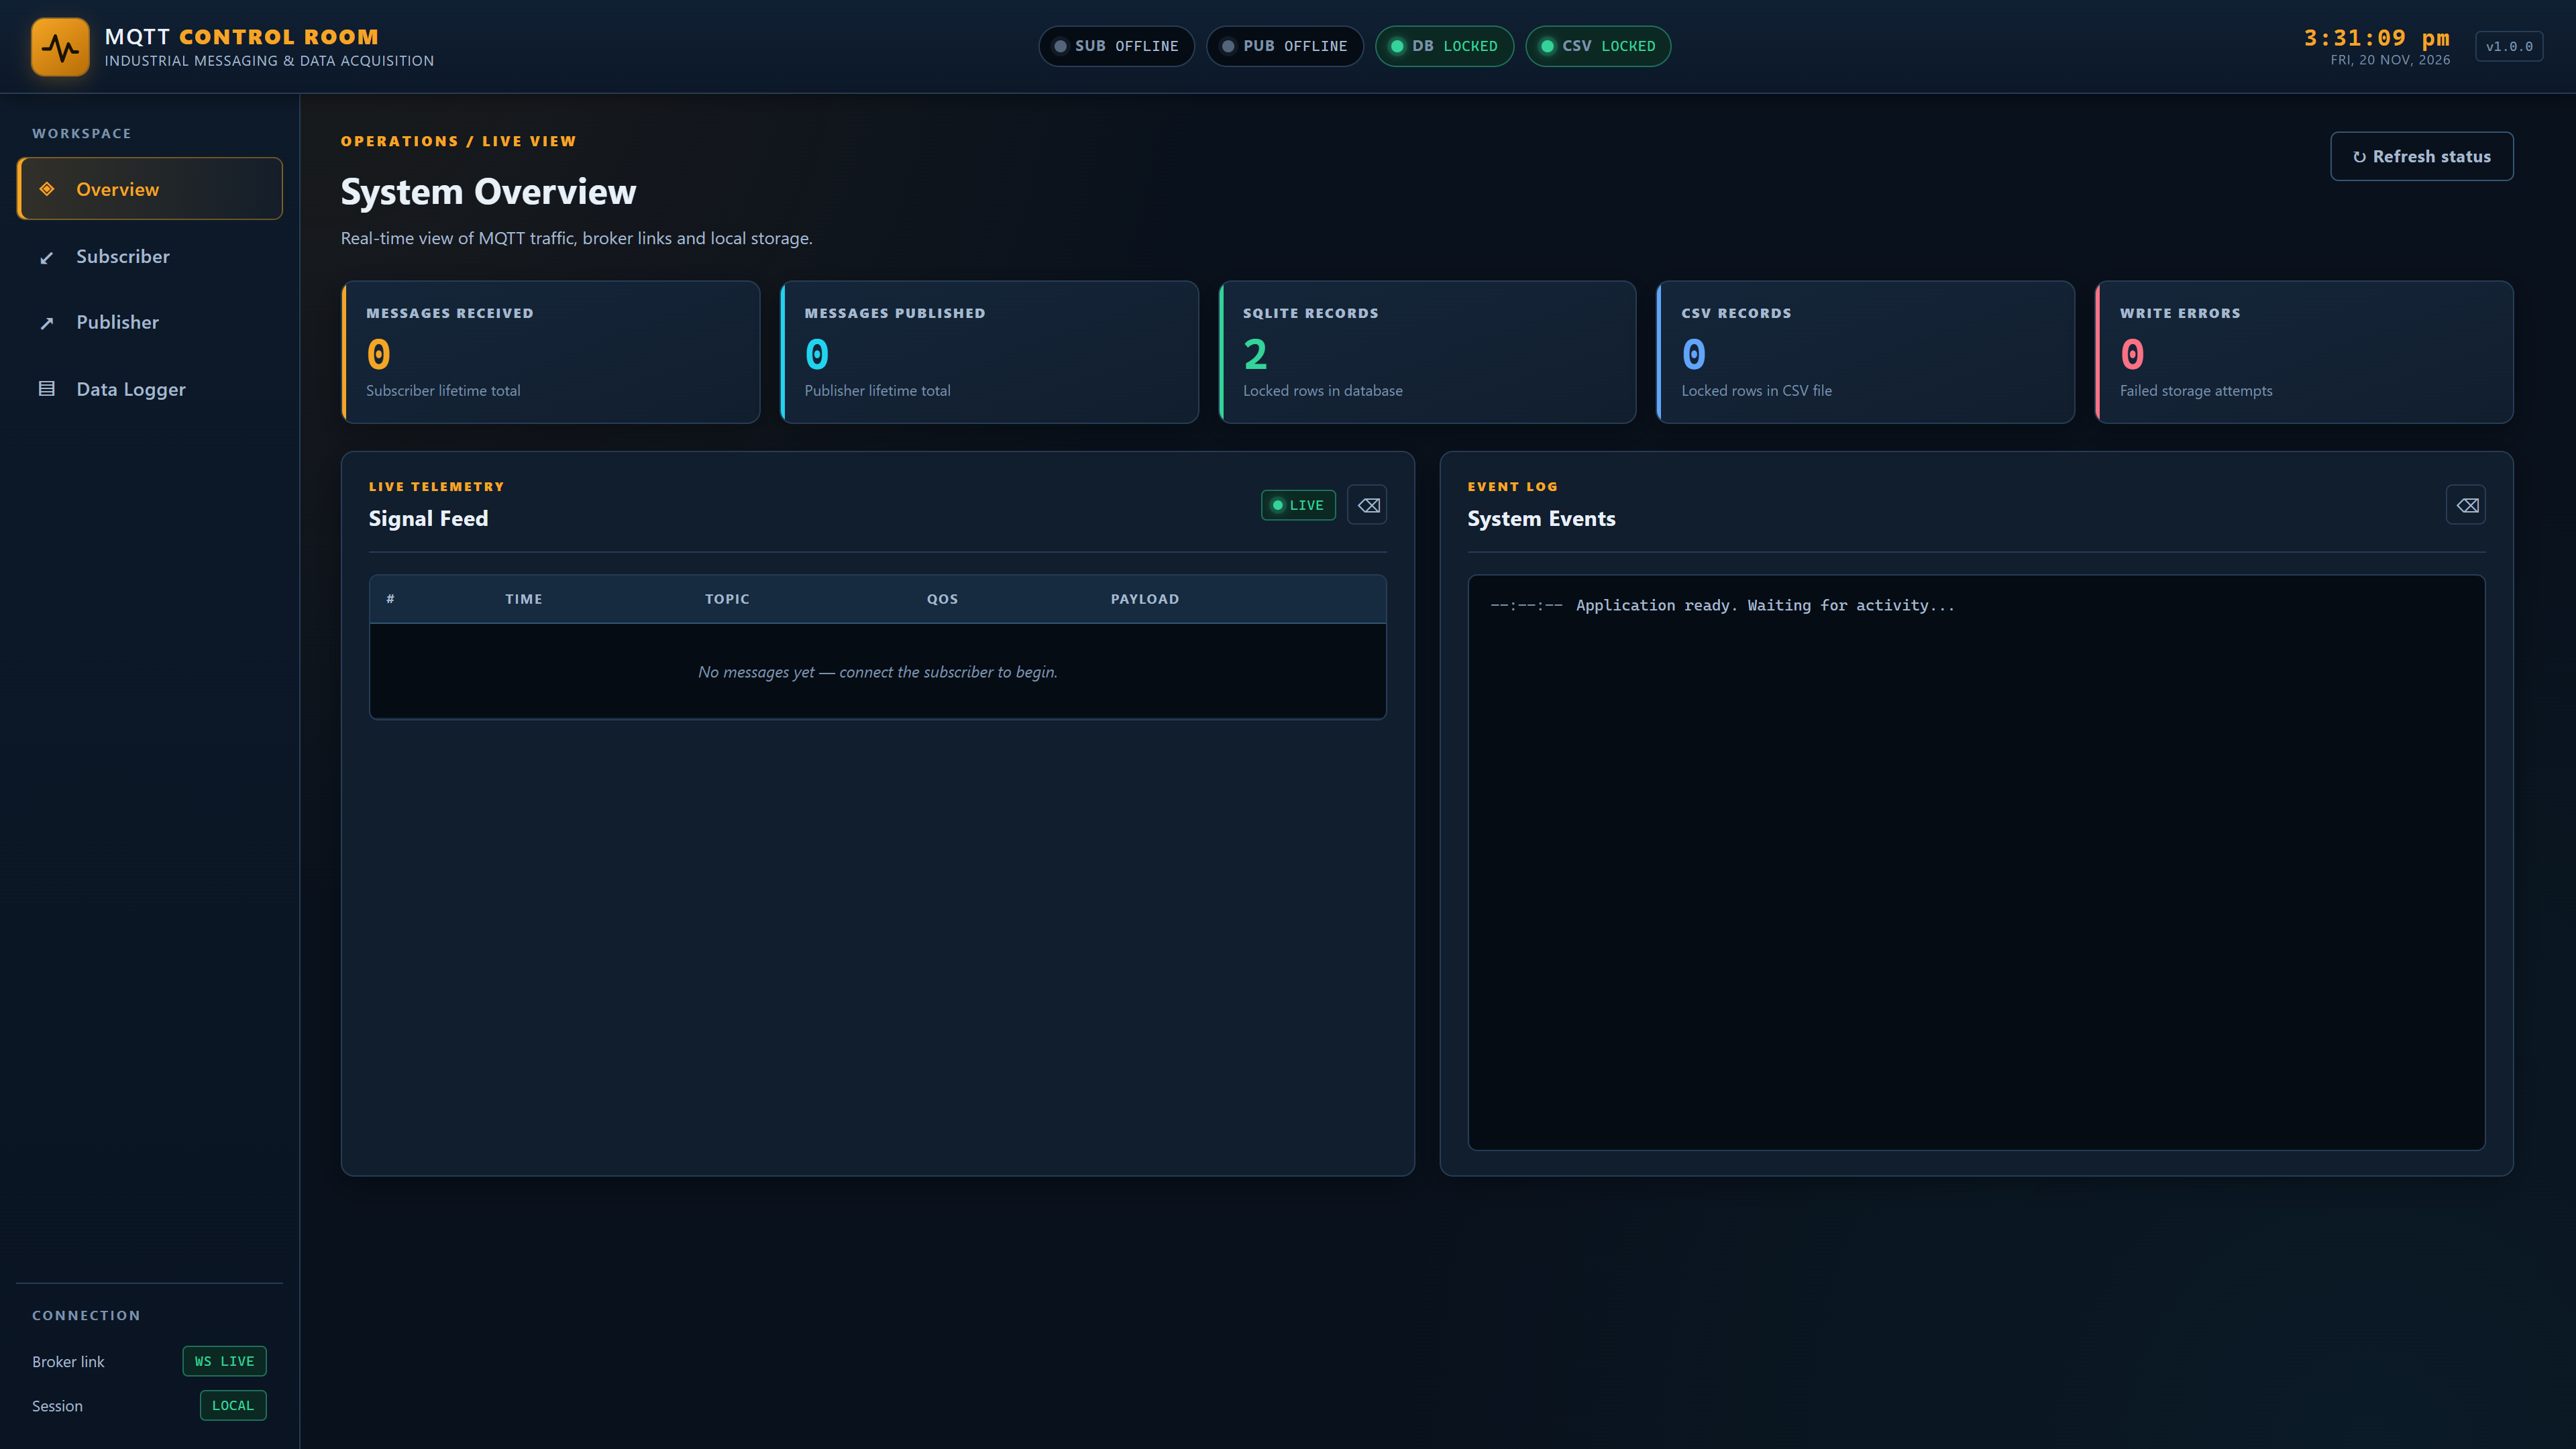 MQTT CONTROL ROOM
INDUSTRIAL MESSAGING & DATA ACQUISITION
SUB OFFLINE
PUB OFFLINE
DB LOCKED
CSV LOCKED
3:31:09 pm
FRI, 20 NOV, 2026
v1.0.0
WORKSPACE
Overview
Subscriber
Publisher
Data Logger
CONNECTION
Broker link WS LIVE
Session LOCAL
OPERATIONS / LIVE VIEW
System Overview
Real-time view of MQTT traffic, broker links and local storage.
↻ Refresh status
MESSAGES RECEIVED
0
Subscriber lifetime total
MESSAGES PUBLISHED
0
Publisher lifetime total
SQLITE RECORDS
2
Locked rows in database
CSV RECORDS
0
Locked rows in CSV file
WRITE ERRORS
0
Failed storage attempts
LIVE TELEMETRY
Signal Feed
LIVE
# TIME TOPIC QOS PAYLOAD
No messages yet — connect the subscriber to begin.
EVENT LOG
System Events
--:--:-- Application ready. Waiting for activity...